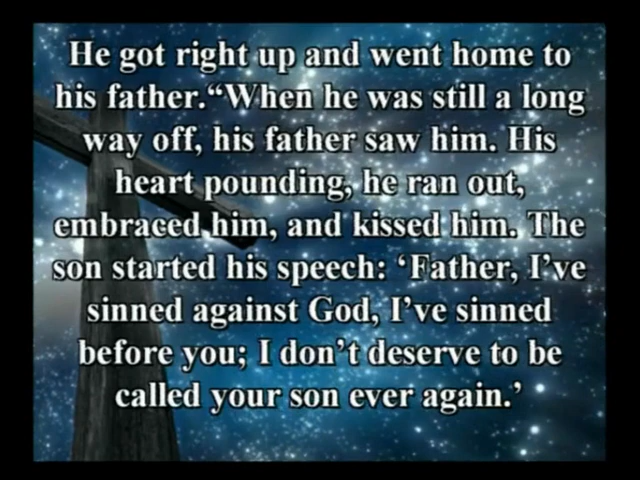 He got right up and went home to
his father.“When he was still a long
way off, his father saw him. His
heart pounding, he ran out,
embraced him, and kissed him. The
son started his speech: ‘Father, I’ve
sinned against God, I’ve sinned
before you; I don’t deserve to be
called your son ever again.’